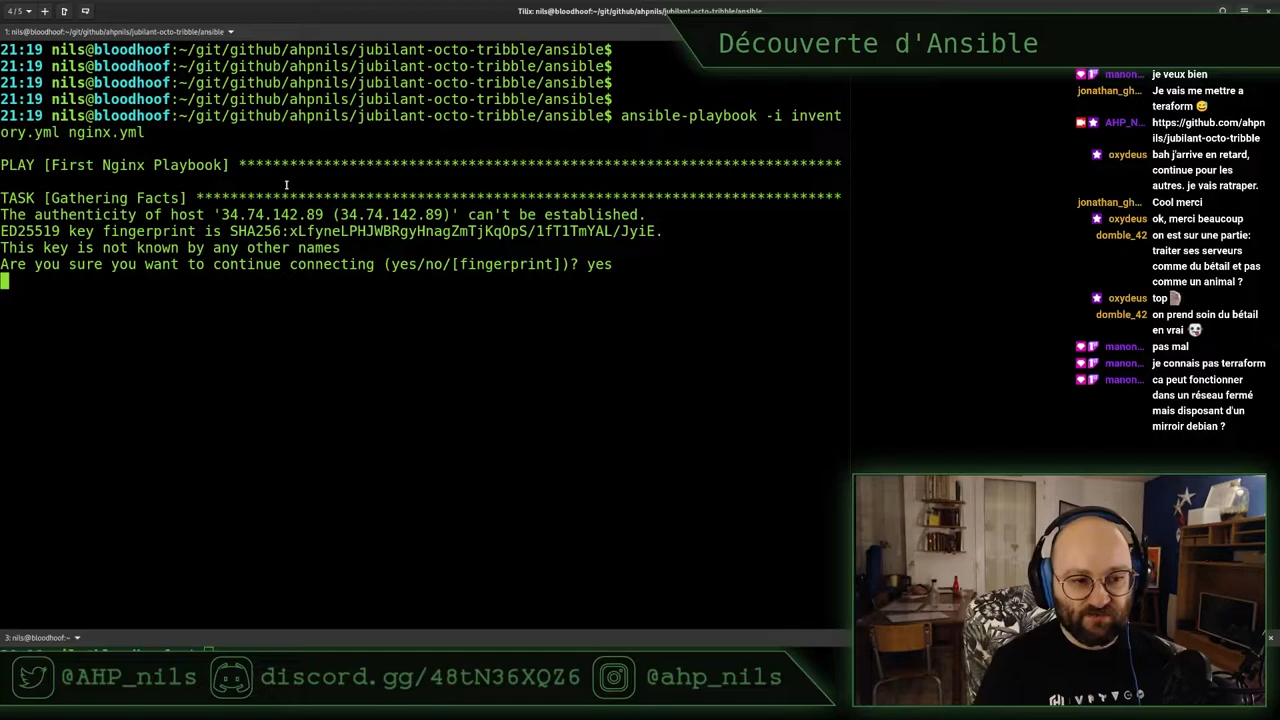 4 / 5
Tilix: nils@bloodhoof:~/git/github/ahpnils/jubilant-octo-tribble/ansible
1: nils@bloodhoof:~/git/github/ahpnils/jubilant-octo-tribble/ansible
21:19 nils@bloodhoof:~/git/github/ahpnils/jubilant-octo-tribble/ansible$
21:19 nils@bloodhoof:~/git/github/ahpnils/jubilant-octo-tribble/ansible$
21:19 nils@bloodhoof:~/git/github/ahpnils/jubilant-octo-tribble/ansible$
21:19 nils@bloodhoof:~/git/github/ahpnils/jubilant-octo-tribble/ansible$
21:19 nils@bloodhoof:~/git/github/ahpnils/jubilant-octo-tribble/ansible$ ansible-playbook -i invent
ory.yml nginx.yml
PLAY [First Nginx Playbook] ************************************************************************
TASK [Gathering Facts] *****************************************************************************
The authenticity of host '34.74.142.89 (34.74.142.89)' can't be established.
ED25519 key fingerprint is SHA256:xLfyneLPHJWBRgyHnagZmTjKqOpS/1fT1TmYAL/JyiE.
This key is not known by any other names
Are you sure you want to continue connecting (yes/no/[fingerprint])? yes
3: nils@bloodhoof:~
Découverte d'Ansible
manon... je veux bien
jonathan_gh... Je vais me mettre a
teraform
AHP_N... https://github.com/ahpn
ils/jubilant-octo-tribble
oxydeus bah j'arrive en retard,
continue pour les
autres. je vais ratraper.
jonathan_gh... Cool merci
oxydeus ok, merci beaucoup
domble_42 on est sur une partie:
traiter ses serveurs
comme du bétail et pas
comme un animal ?
oxydeus top
domble_42 on prend soin du bétail
en vrai
manon... pas mal
manon... je connais pas terraform
manon... ca peut fonctionner
dans un réseau fermé
mais disposant d'un
mirroir debian ?
@AHP_nils
discord.gg/48tN36XQZ6
@ahp_nils